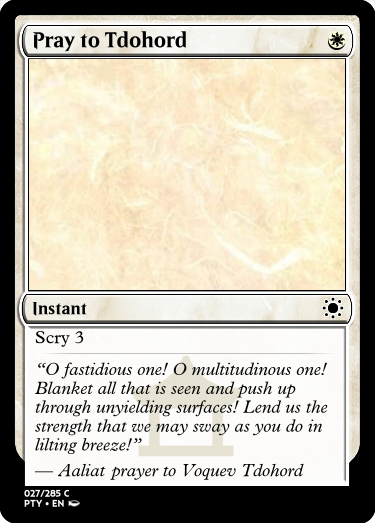 Pray to Tdohord
Instant
Scry 3
“O fastidious one! O multitudinous one!
Blanket all that is seen and push up
through unyielding surfaces! Lend us the
strength that we may sway as you do in
lilting breeze!”
— Aaliat prayer to Voquev Tdohord
027/285 C
PTY • EN